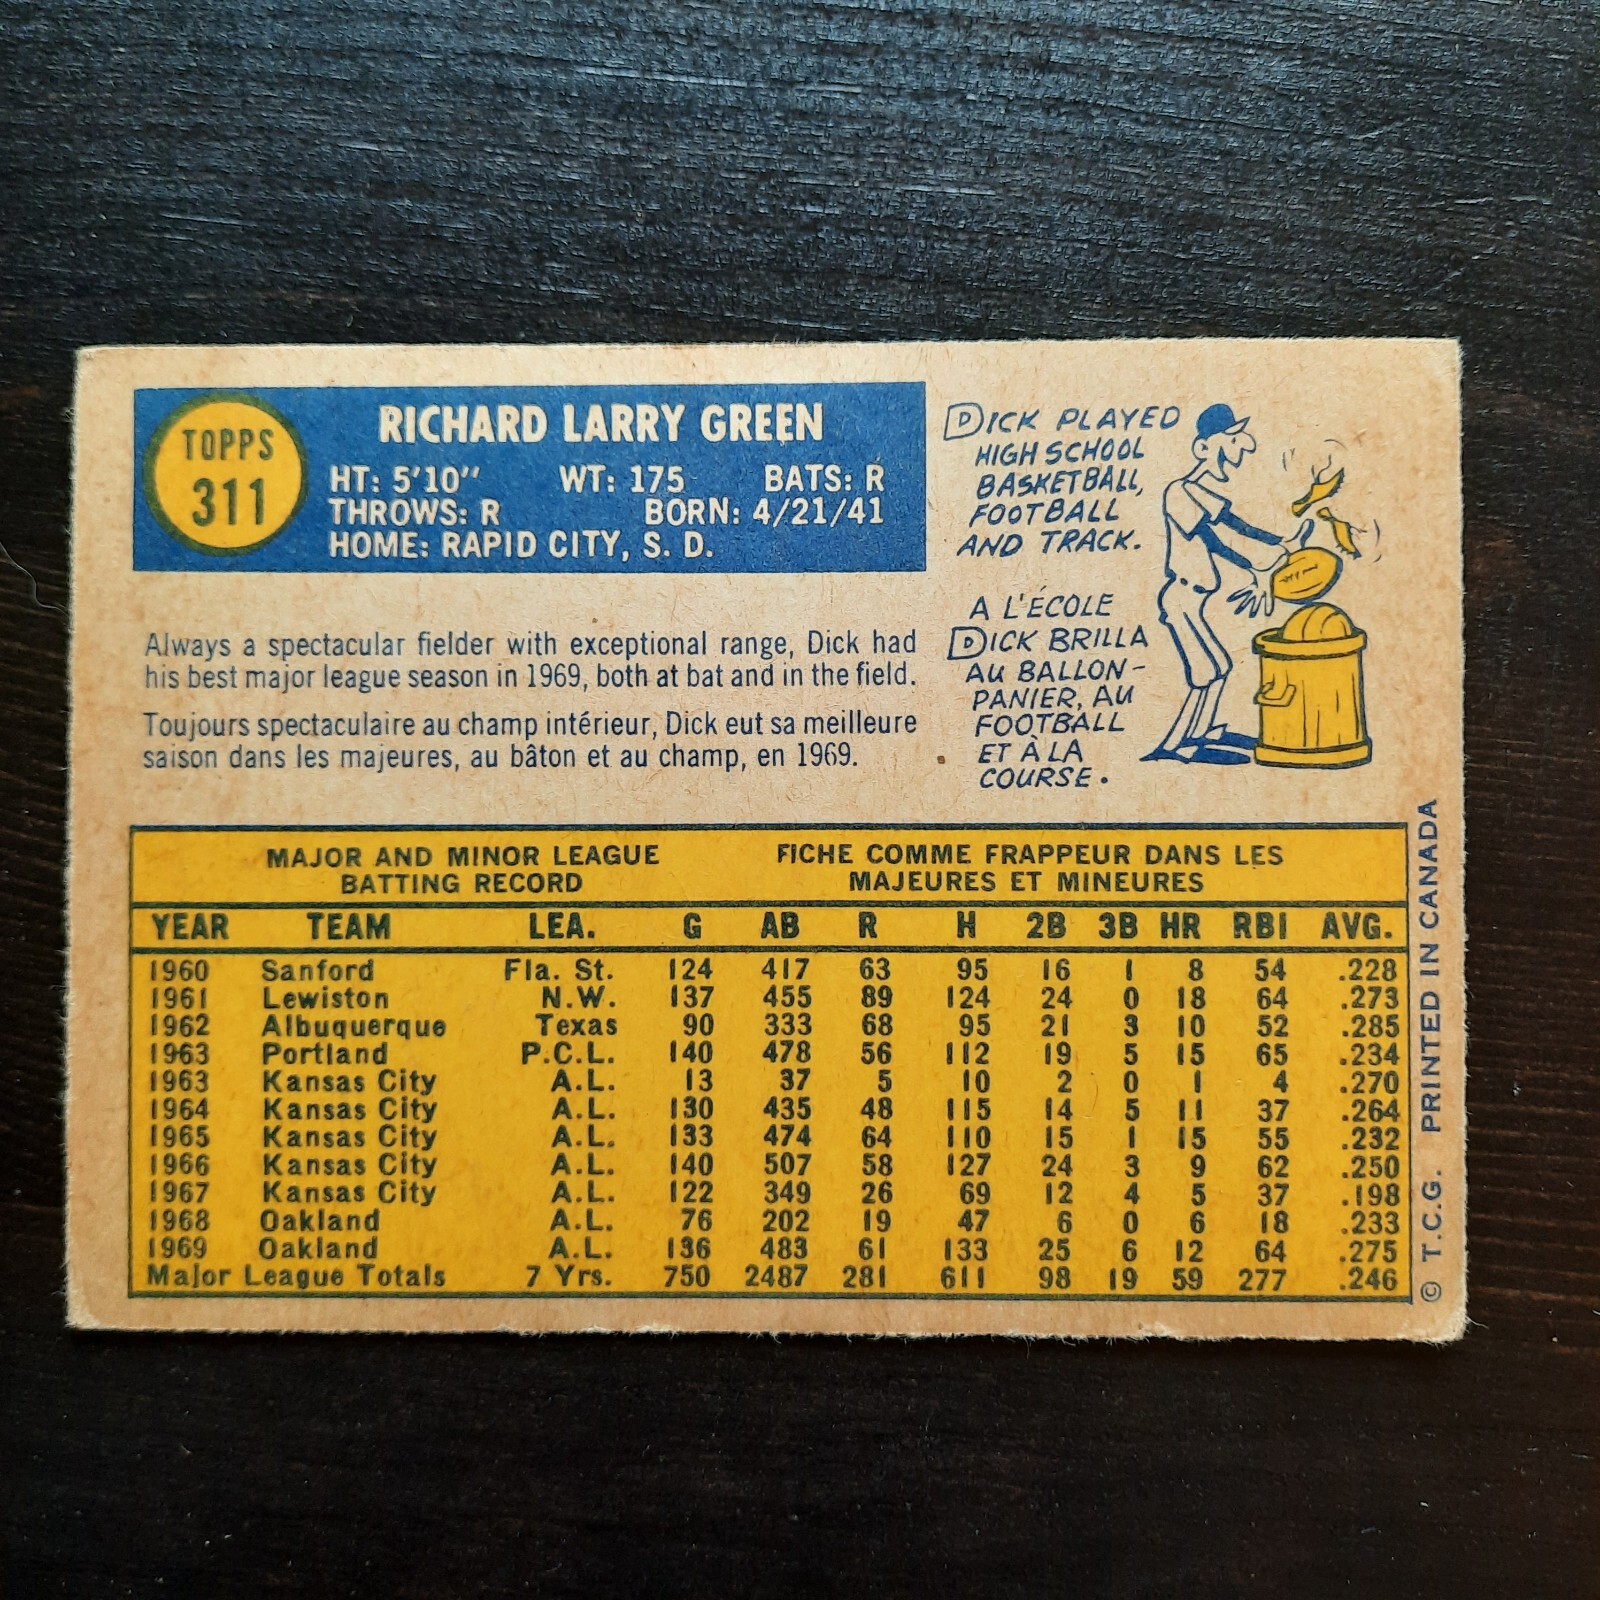 TOPPS
311
RICHARD LARRY GREEN
HT: 5'10" WT: 175 BATS: R
THROWS: R BORN: 4/21/41
HOME: RAPID CITY, S. D.
Always a spectacular fielder with exceptional range, Dick had
his best major league season in 1969, both at bat and in the field.
Toujours spectaculaire au champ intérieur, Dick eut sa meilleure
saison dans les majeures, au bâton et au champ, en 1969.
DICK PLAYED
HIGH SCHOOL
BASKETBALL,
FOOTBALL
AND TRACK.
A L'ÉCOLE
DICK BRILLA
AU BALLON-
PANIER, AU
FOOTBALL
ET À LA
COURSE.
MAJOR AND MINOR LEAGUE
BATTING RECORD
FICHE COMME FRAPPEUR DANS LES
MAJEURES ET MINEURES
YEAR TEAM LEA. G AB R H 2B 3B HR RBI AVG.
1960 Sanford Fla. St. 124 417 63 95 16 1 8 54 .228
1961 Lewiston N.W. 137 455 89 124 24 0 18 64 .273
1962 Albuquerque Texas 90 333 68 95 21 3 10 52 .285
1963 Portland P.C.L. 140 478 56 112 19 5 15 65 .234
1963 Kansas City A.L. 13 37 5 10 2 0 1 4 .270
1964 Kansas City A.L. 130 435 48 115 14 5 11 37 .264
1965 Kansas City A.L. 133 474 64 110 15 1 15 55 .232
1966 Kansas City A.L. 140 507 58 127 24 3 9 62 .250
1967 Kansas City A.L. 122 349 26 69 12 4 5 37 .198
1968 Oakland A.L. 76 202 19 47 6 0 6 18 .233
1969 Oakland A.L. 136 483 61 133 25 6 12 64 .275
Major League Totals 7 Yrs. 750 2487 281 611 98 19 59 277 .246
© T.C.G. PRINTED IN CANADA